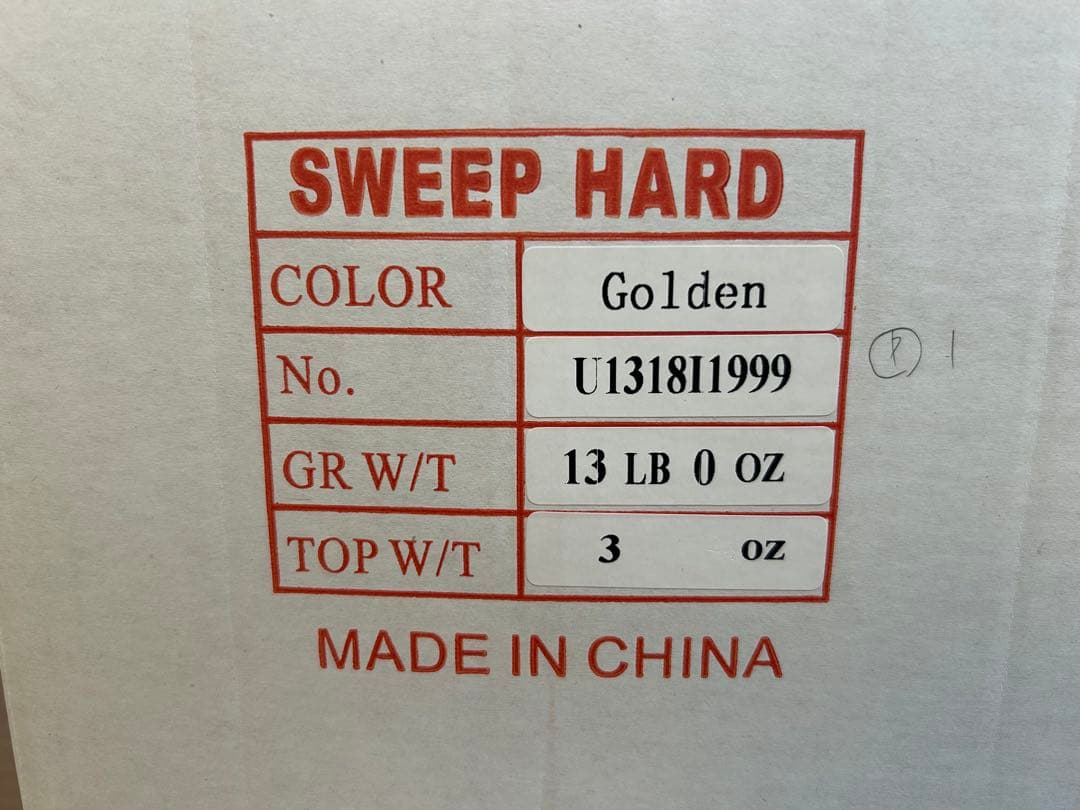 SWEEP HARD
COLOR Golden
No. U1318I1999
GR W/T 13 LB 0 OZ
TOP W/T 3 OZ
MADE IN CHINA